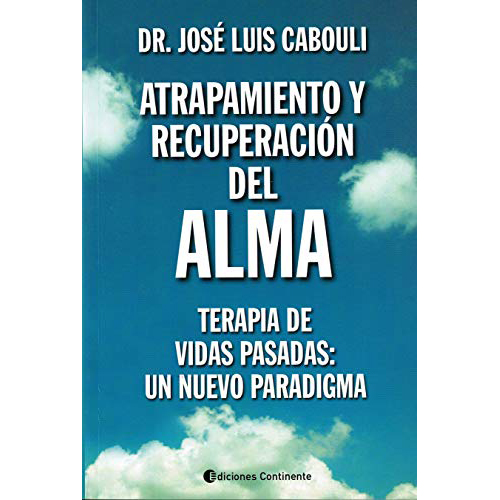 DR. JOSÉ LUIS CABOULI
ATRAPAMIENTO Y
RECUPERACIÓN
DEL
ALMA
TERAPIA DE
VIDAS PASADAS:
UN NUEVO PARADIGMA
Ediciones Continente